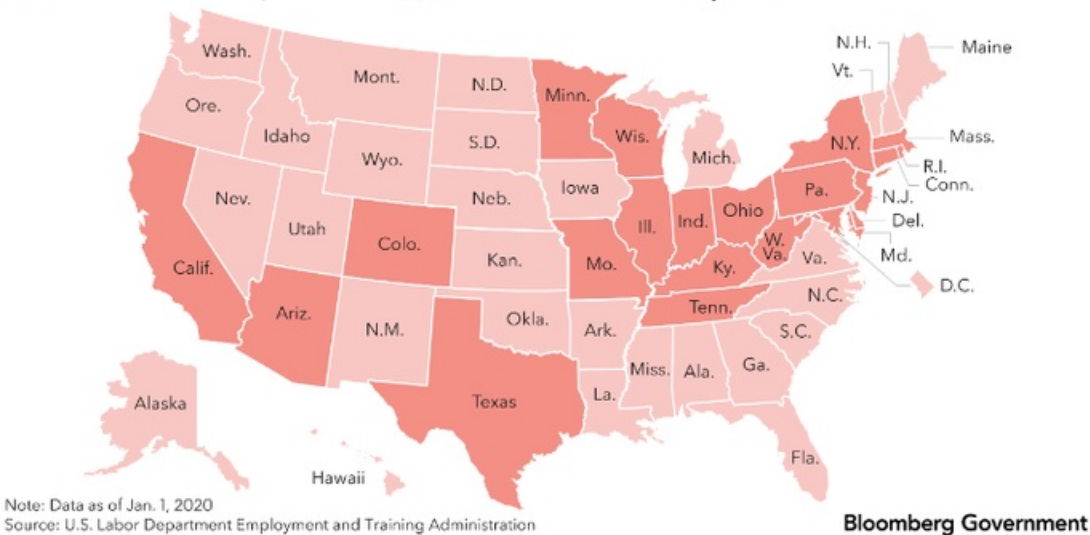 N.H.
Maine
Wash.
Vt.
Mont.
N.D.
Minn.
Ore.
Idaho
S.D.
Wis.
N.Y.
Mass.
Wyo.
Mich.
R.I.
Conn.
Nev.
Neb.
Iowa
Pa.
N.J.
Utah
Colo.
Ill.
Ind.
Ohio
Del.
Calif.
Kan.
Mo.
Ky.
W.
Va.
Va.
Md.
D.C.
Ariz.
N.M.
Okla.
Ark.
Tenn.
N.C.
S.C.
Texas
La.
Miss.
Ala.
Ga.
Alaska
Fla.
Hawaii
Note: Data as of Jan. 1, 2020
Source: U.S. Labor Department Employment and Training Administration
Bloomberg Government